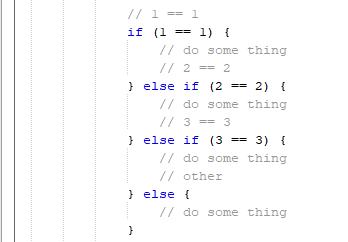 // 1 == 1
if (1 == 1) {
    // do some thing
    // 2 == 2
} else if (2 == 2) {
    // do some thing
    // 3 == 3
} else if (3 == 3) {
    // do some thing
    // other
} else {
    // do some thing
}